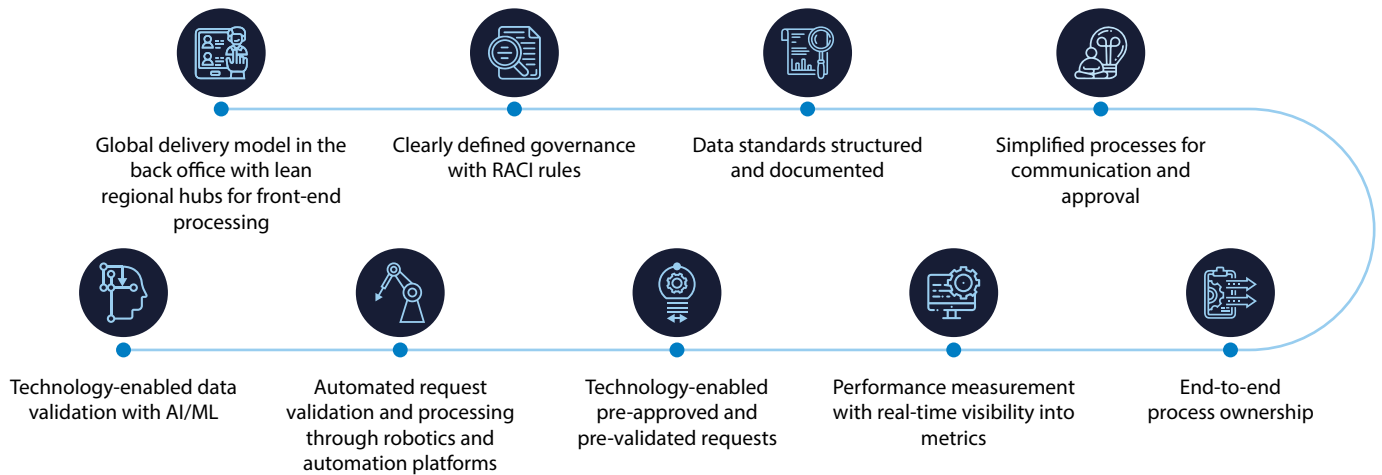 Global delivery model in the
back office with lean
regional hubs for front-end
processing
Clearly defined governance
with RACI rules
Data standards structured
and documented
Simplified processes for
communication and
approval
Technology-enabled data
validation with AI/ML
Automated request
validation and processing
through robotics and
automation platforms
Technology-enabled
pre-approved and
pre-validated requests
Performance measurement
with real-time visibility into
metrics
End-to-end
process ownership